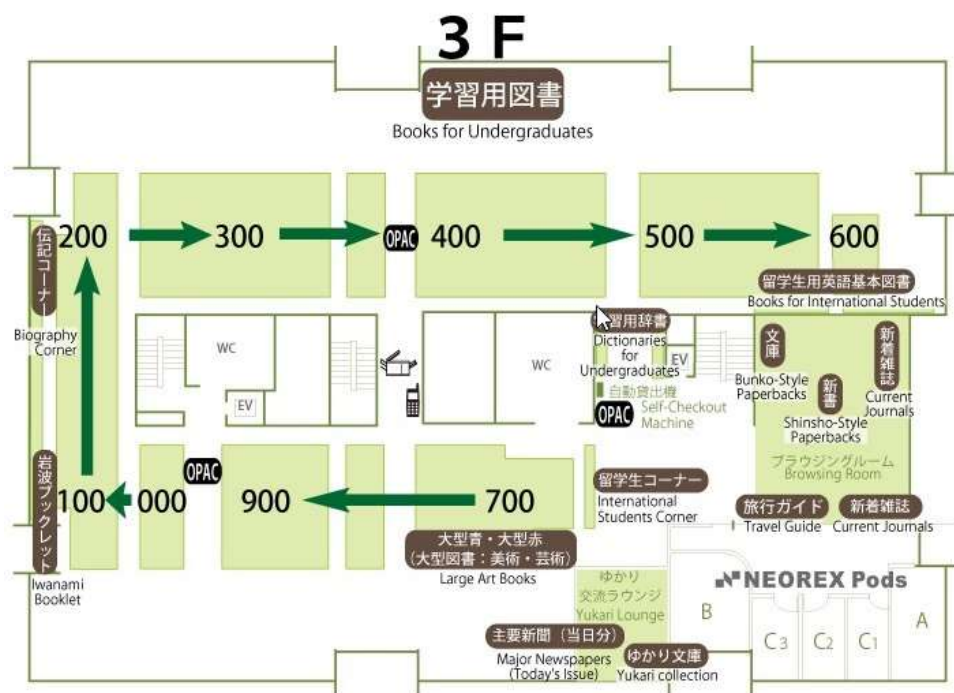 3 F
学習用図書
Books for Undergraduates
200
300
OPAC
400
500
600
伝記コーナー
Biography
Corner
留学生用英語基本図書
Books for International Students
WC
EV
WC
習用辞書
Dictionaries
for
Undergraduates
EV
自動貸出機
Self-Checkout
Machine
OPAC
文庫
Bunko-Style
Paperbacks
新書
Shinsho-Style
Paperbacks
新着雑誌
Current
Journals
ブラウジングルーム
Browsing Room
岩波ブックレット
Iwanami
Booklet
100
000
OPAC
900
700
大型青・大型赤
(大型図書：美術・芸術)
Large Art Books
留学生コーナー
International
Students Corner
旅行ガイド
Travel Guide
新着雑誌
Current Journals
ゆかり
交流ラウンジ
Yukari Lounge
主要新聞（当日分）
Major Newspapers
(Today's Issue)
ゆかり文庫
Yukari collection
NEOREX Pods
B
C3
C2
C1
A